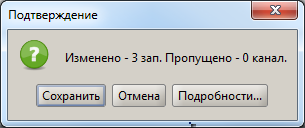 Подтверждение
Изменено - 3 зап. Пропущено - 0 канал.
Сохранить Отмена Подробности...